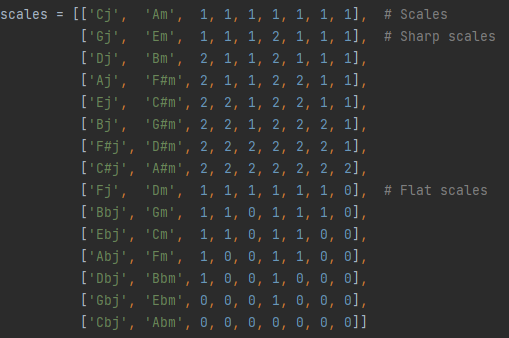 scales = [['Cj', 'Am', 1, 1, 1, 1, 1, 1, 1], # Scales
['Gj', 'Em', 1, 1, 1, 2, 1, 1, 1], # Sharp scales
['Dj', 'Bm', 2, 1, 1, 2, 1, 1, 1],
['Aj', 'F#m', 2, 1, 1, 2, 2, 1, 1],
['Ej', 'C#m', 2, 2, 1, 2, 2, 1, 1],
['Bj', 'G#m', 2, 2, 1, 2, 2, 2, 1],
['F#j', 'D#m', 2, 2, 2, 2, 2, 2, 1],
['C#j', 'A#m', 2, 2, 2, 2, 2, 2, 2],
['Fj', 'Dm', 1, 1, 1, 1, 1, 1, 0], # Flat scales
['Bbj', 'Gm', 1, 1, 0, 1, 1, 1, 0],
['Ebj', 'Cm', 1, 1, 0, 1, 1, 0, 0],
['Abj', 'Fm', 1, 0, 0, 1, 1, 0, 0],
['Dbj', 'Bbm', 1, 0, 0, 1, 0, 0, 0],
['Gbj', 'Ebm', 0, 0, 0, 1, 0, 0, 0],
['Cbj', 'Abm', 0, 0, 0, 0, 0, 0, 0]]